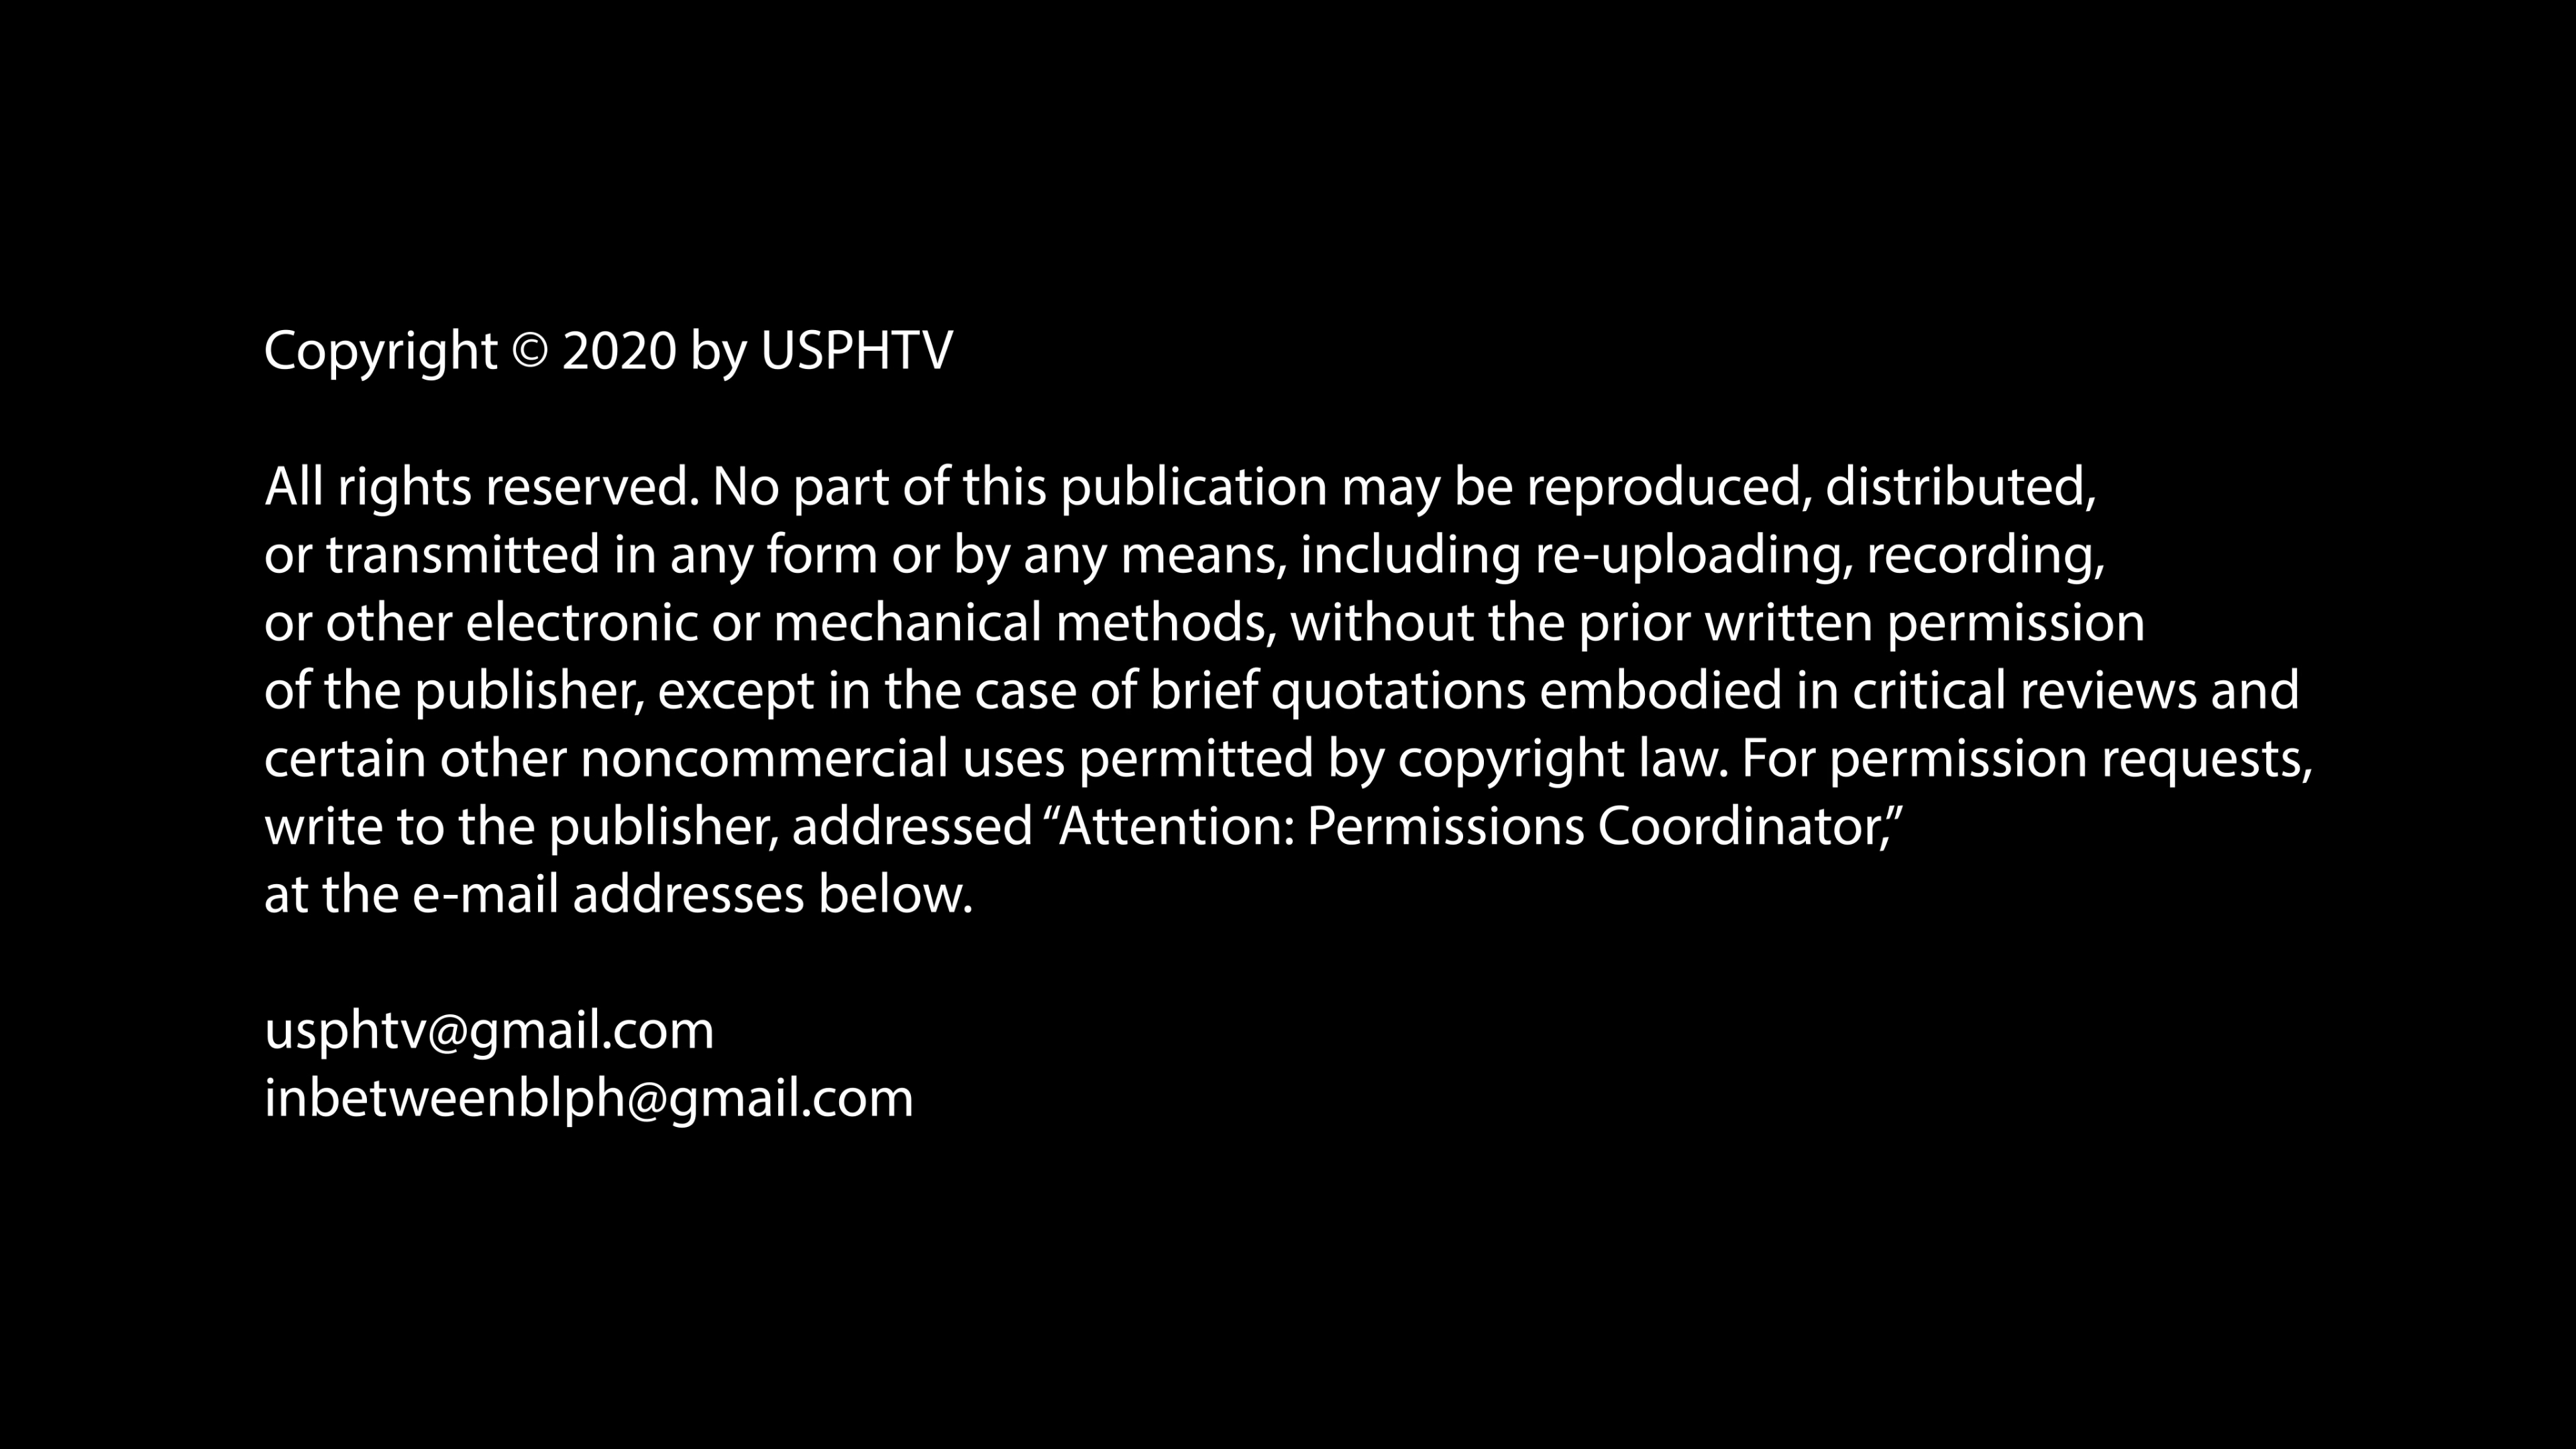 Copyright © 2020 by USPHTV
All rights reserved. No part of this publication may be reproduced, distributed,
or transmitted in any form or by any means, including re-uploading, recording,
or other electronic or mechanical methods, without the prior written permission
of the publisher, except in the case of brief quotations embodied in critical reviews and
certain other noncommercial uses permitted by copyright law. For permission requests,
write to the publisher, addressed “Attention: Permissions Coordinator,”
at the e-mail addresses below.
usphtv@gmail.com
inbetweenblph@gmail.com